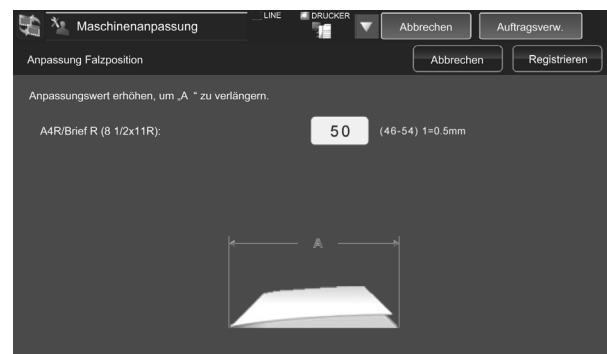 Maschinenanpassung
LINE
DRUCKER
Abbrechen
Auftragsverw.
Anpassung Falzposition
Abbrechen
Registrieren
Anpassungswert erhöhen, um „A “ zu verlängern.
A4R/Brief R (8 1/2x11R): 50 (46-54) 1=0.5mm
A